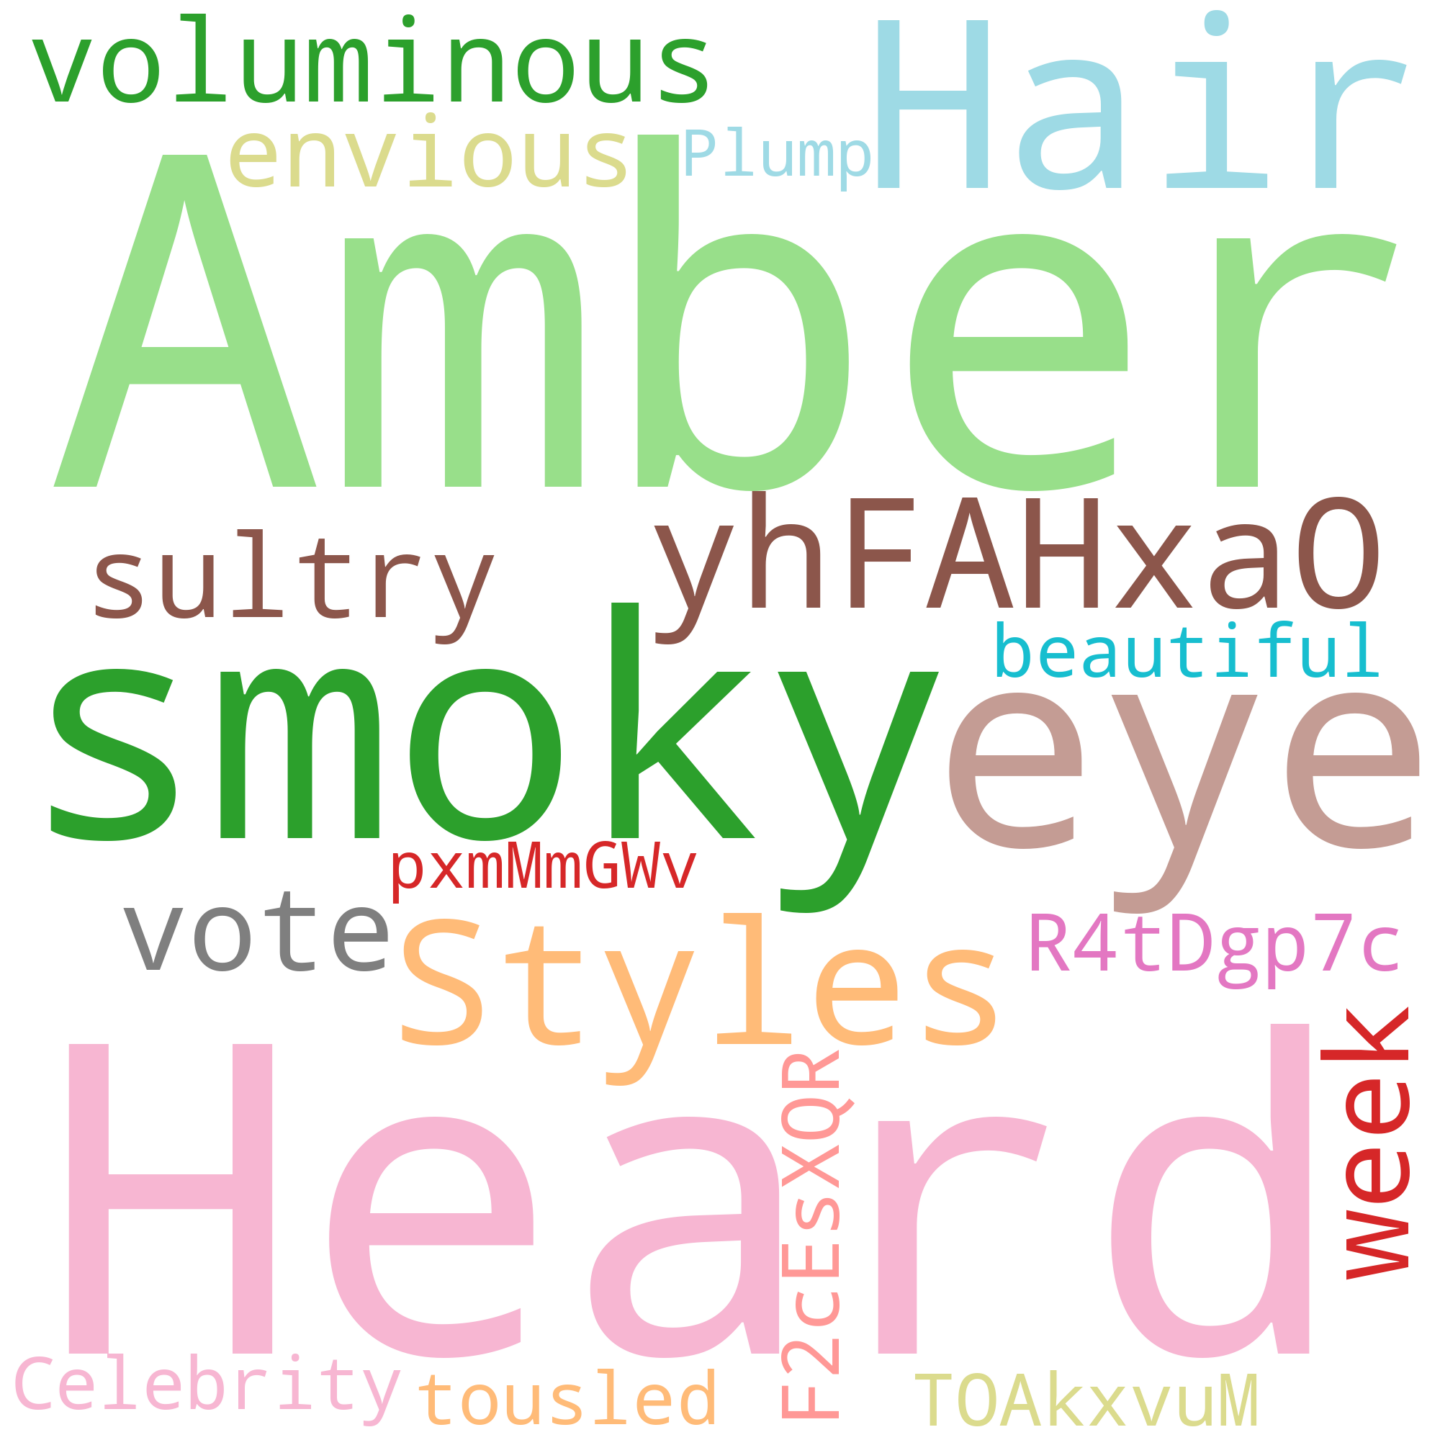 voluminous
Hair
envious
Plump
Amber
yhFAHxaO
sultry
beautiful
smoky
eye
pxmMmGWv
vote
Styles
R4tDgp7c
week
Heard
F2cEsXQR
Celebrity
tousled
TOAkxvuM